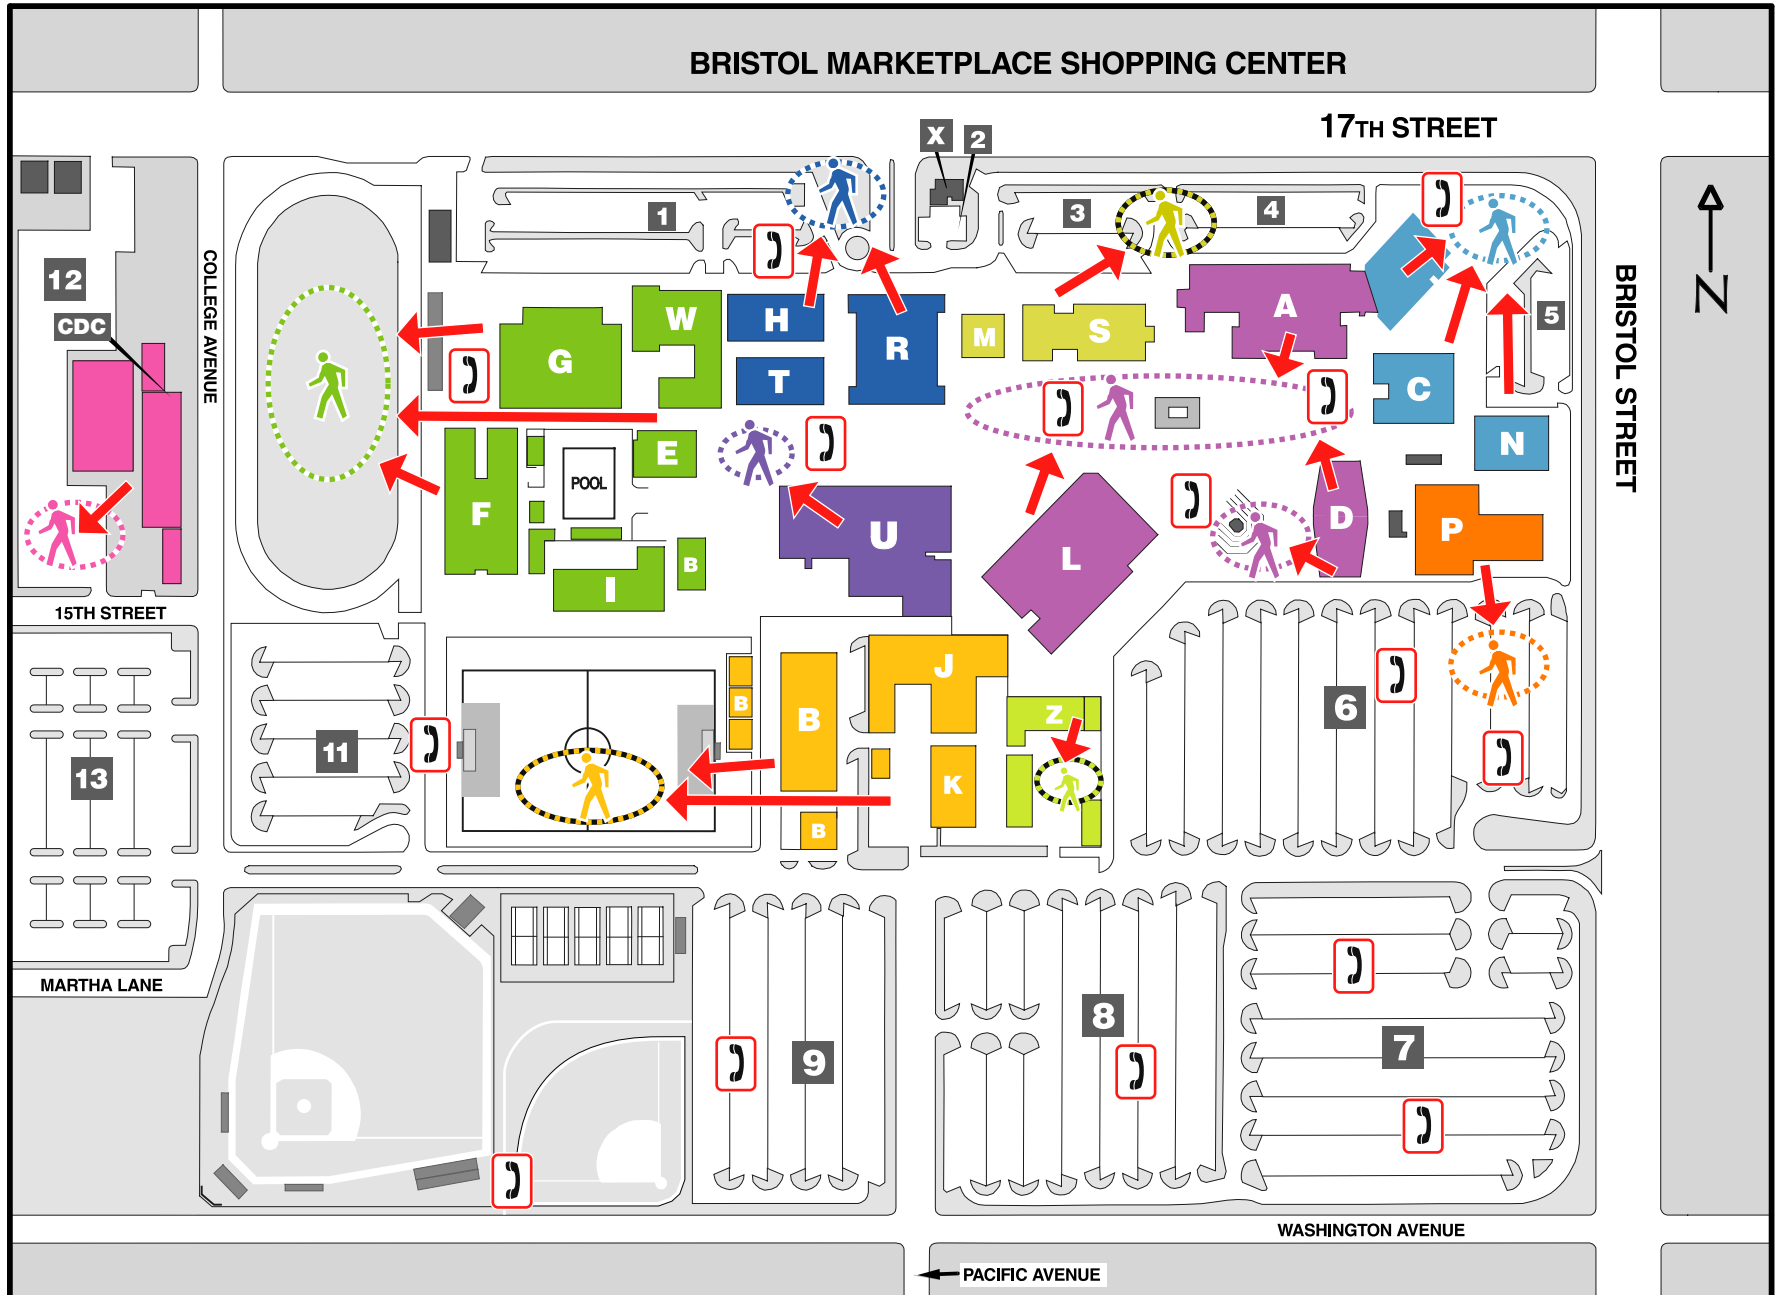 BRISTOL MARKETPLACE SHOPPING CENTER
17TH STREET
X
2
1
3
4
12
CDC
COLLEGE AVENUE
BRISTOL STREET
N
5
W
H
R
M
S
A
G
T
C
N
E
F
POOL
U
L
D
P
I
B
15TH STREET
J
B
B
Z
6
11
13
K
B
MARTHA LANE
8
9
7
WASHINGTON AVENUE
PACIFIC AVENUE